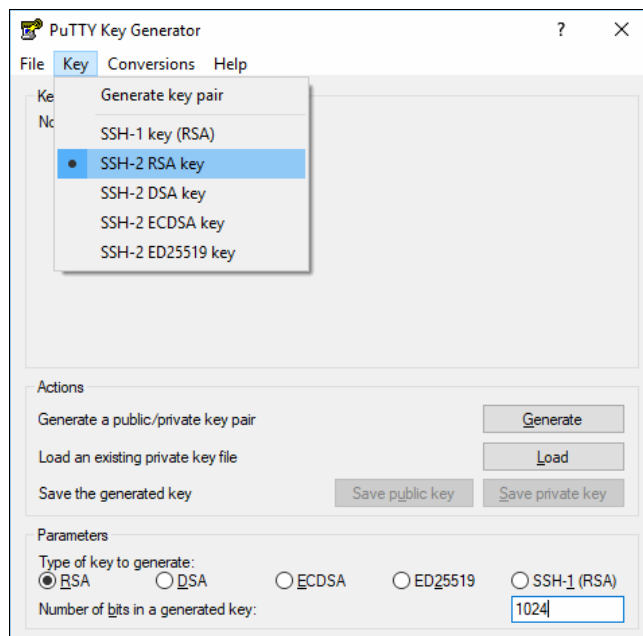 PuTTY Key Generator ? ×
File Key Conversions Help
Generate key pair
SSH-1 key (RSA)
SSH-2 RSA key
SSH-2 DSA key
SSH-2 ECDSA key
SSH-2 ED25519 key
Actions
Generate a public/private key pair Generate
Load an existing private key file Load
Save the generated key Save public key Save private key
Parameters
Type of key to generate:
RSA DSA ECDSA ED25519 SSH-1 (RSA)
Number of bits in a generated key: 1024